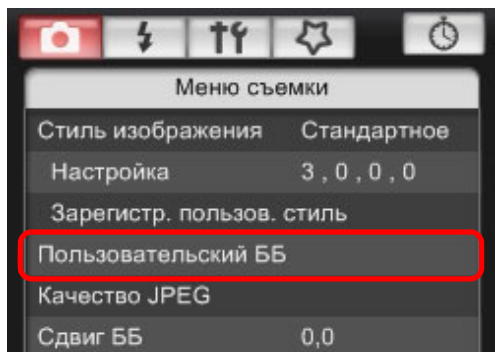 Меню съемки
Стиль изображения Стандартное
Настройка 3 , 0 , 0 , 0
Зарегистр. пользов. стиль
Пользовательский ББ
Качество JPEG
Сдвиг ББ 0,0